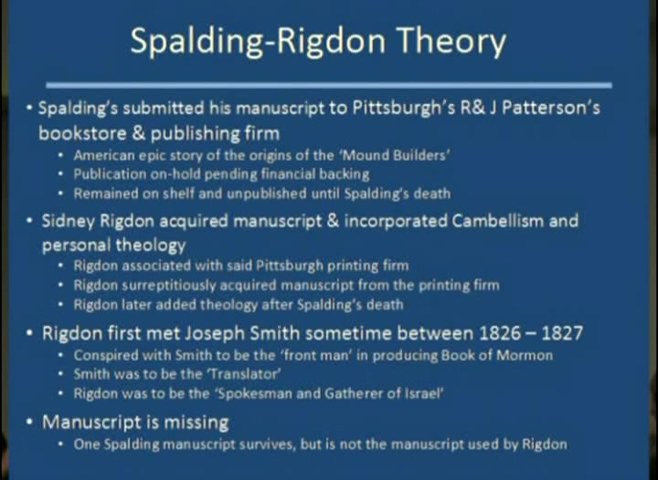 Spalding-Rigdon Theory
• Spalding's submitted his manuscript to Pittsburgh's R& J Patterson's
bookstore & publishing firm
• American epic story of the origins of the 'Mound Builders'
• Publication on-hold pending financial backing
• Remained on shelf and unpublished until Spalding's death
• Sidney Rigdon acquired manuscript & incorporated Cambellism and
personal theology
• Rigdon associated with said Pittsburgh printing firm
• Rigdon surreptitiously acquired manuscript from the printing firm
• Rigdon later added theology after Spalding's death
• Rigdon first met Joseph Smith sometime between 1826 – 1827
• Conspired with Smith to be the 'front man' in producing Book of Mormon
• Smith was to be the 'Translator'
• Rigdon was to be the 'Spokesman and Gatherer of Israel'
• Manuscript is missing
• One Spalding manuscript survives, but is not the manuscript used by Rigdon